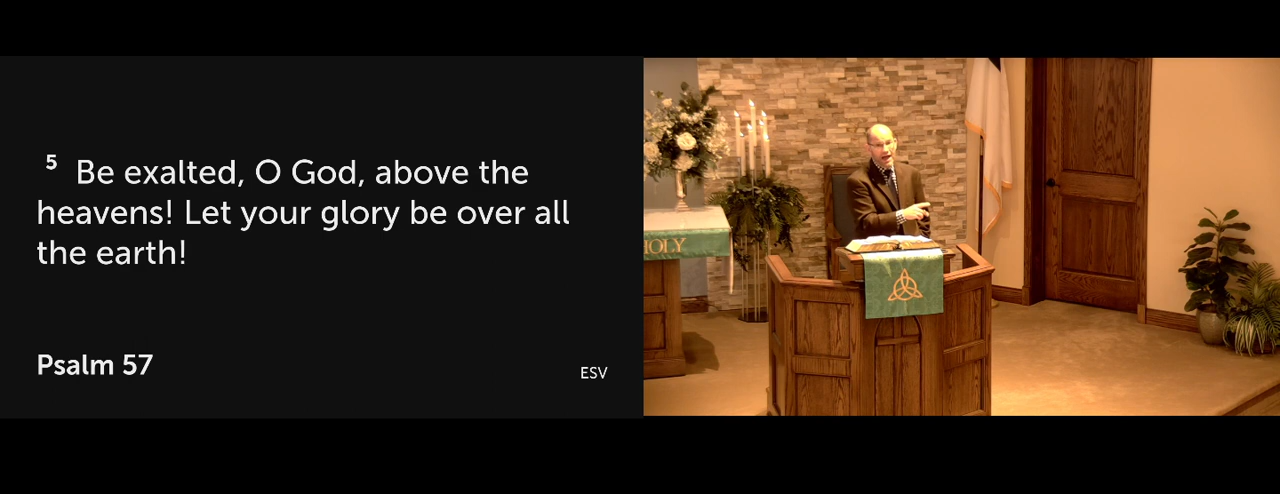 5 Be exalted, O God, above the
heavens! Let your glory be over all
the earth!
Psalm 57
ESV
HOLY